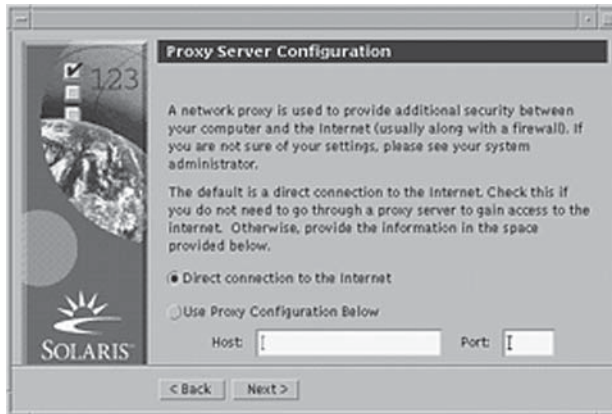 Proxy Server Configuration
123
A network proxy is used to provide additional security between
your computer and the Internet (usually along with a firewall). If
you are not sure of your settings, please see your system
administrator.
The default is a direct connection to the Internet. Check this if
you do not need to go through a proxy server to gain access to the
internet. Otherwise, provide the information in the space
provided below.
Direct connection to the Internet
Use Proxy Configuration Below
Host: Port:
SOLARIS™
< Back Next >